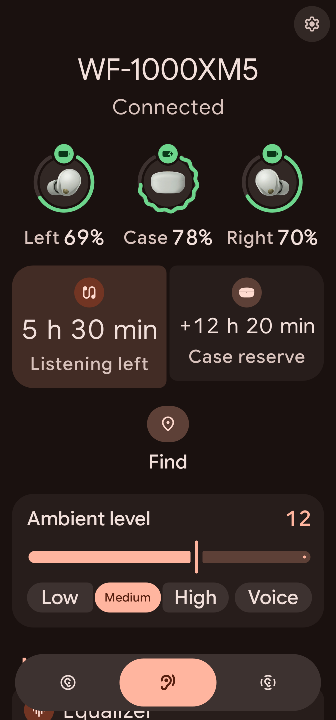 WF-1000XM5
Connected
Left 69% Case 78% Right 70%
5 h 30 min
Listening left
+12 h 20 min
Case reserve
Find
Ambient level 12
Low Medium High Voice
Equalizer